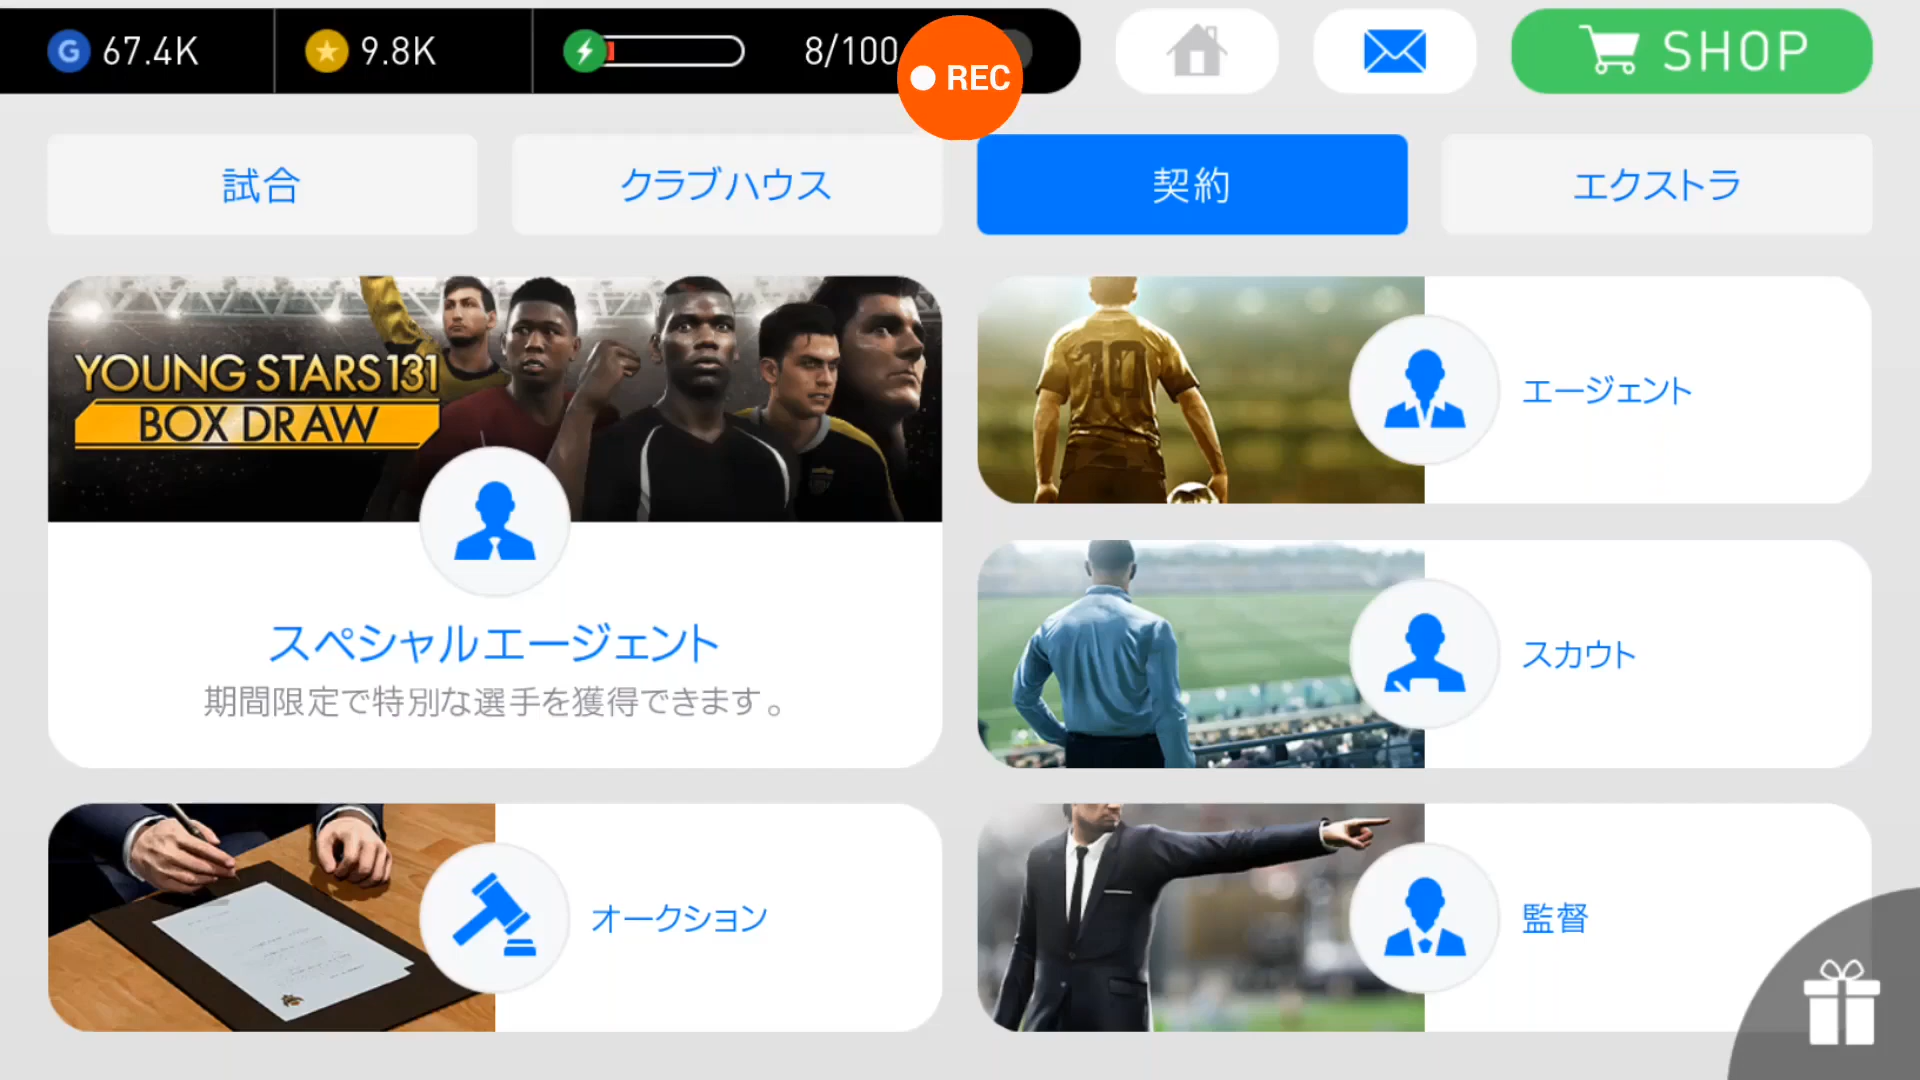 G 67.4K
9.8K
8/100
REC
SHOP
試合
クラブハウス
契約
エクストラ
YOUNG STARS 131
BOX DRAW
スペシャルエージェント
期間限定で特別な選手を獲得できます。
10
エージェント
スカウト
オークション
監督